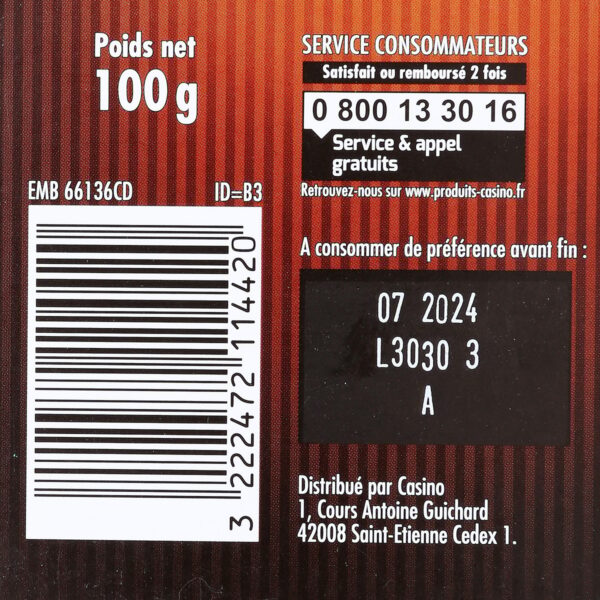 Poids net
100 g
SERVICE CONSOMMATEURS
Satisfait ou remboursé 2 fois
0 800 13 30 16
Service & appel
gratuits
Retrouvez-nous sur www.produits-casino.fr
EMB 66136CD ID=B3
3 222472 114420
A consommer de préférence avant fin :
07 2024
L3030 3
A
Distribué par Casino
1, Cours Antoine Guichard
42008 Saint-Etienne Cedex 1.